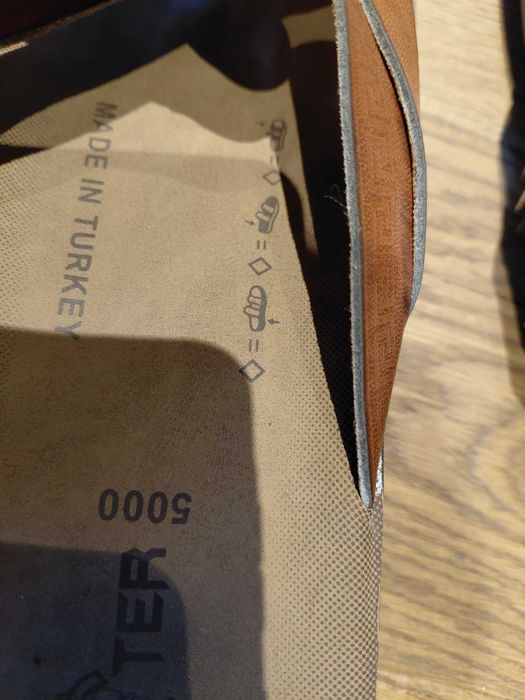 MADE IN TURKEY
=
=
=
5000
TER